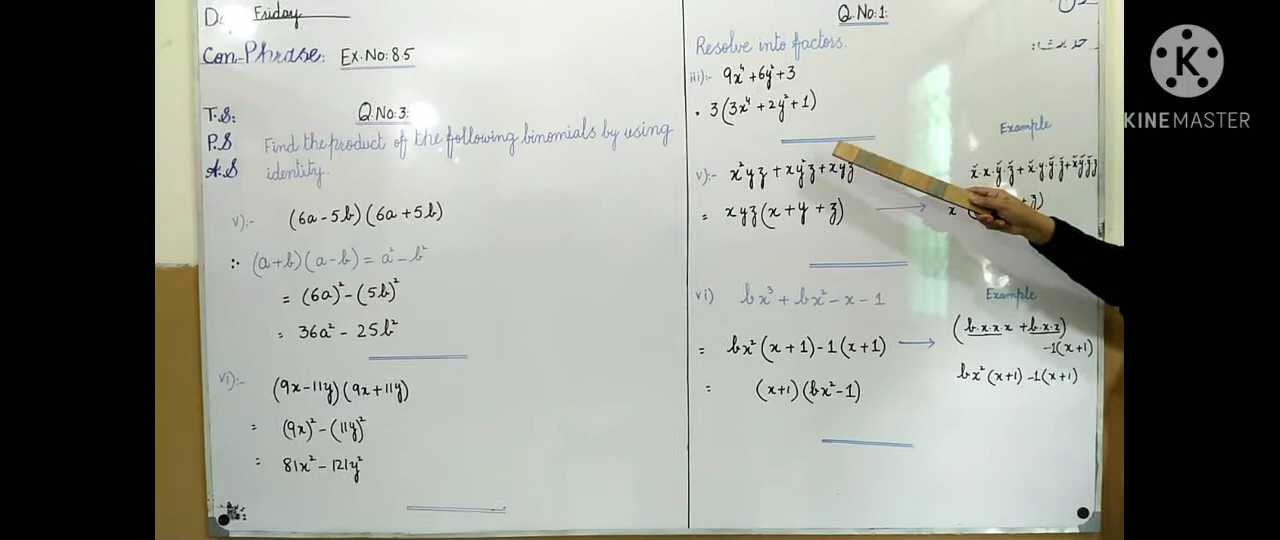 Friday
Con-Phrase: Ex.No:8.5
T.S:
P.S
A.S
Q.No:3:
Find the product of the following binomials by using
identity.
v):- (6a-5b)(6a+5b)
∵ (a+b)(a-b) = a² - b²
= (6a)² - (5b)²
= 36a² - 25b²
vi):- (9x-11y)(9x+11y)
= (9x)² - (11y)²
= 81x² - 121y²
Q.No:1:
Resolve into factors.
iii):- 9x⁴ + 6y² + 3
= 3(3x⁴ + 2y² + 1)
v):- x²yz + xy²z + xyz²
= xyz(x+y+z) →
Example
x.x.y.z + x.y.y.z + xyzz
vi) bx³ + bx² - x - 1
= bx²(x+1) - 1(x+1) →
= (x+1)(bx²-1)
Example
(b.x.x.x + b.x.x)
-1(x+1)
bx²(x+1) - 1(x+1)
حدیث:
K
KINEMASTER